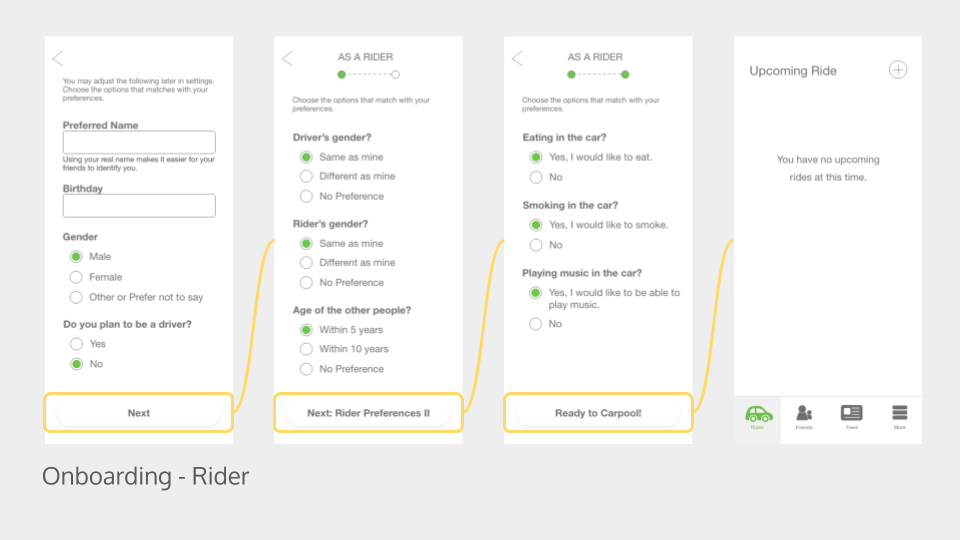 You may adjust the following later in settings.
Choose the options that matches with your
preferences.
Preferred Name
Using your real name makes it easier for your
friends to identify you.
Birthday
Gender
Male
Female
Other or Prefer not to say
Do you plan to be a driver?
Yes
No
Next
AS A RIDER
Choose the options that match with your
preferences.
Driver's gender?
Same as mine
Different as mine
No Preference
Rider's gender?
Same as mine
Different as mine
No Preference
Age of the other people?
Within 5 years
Within 10 years
No Preference
Next: Rider Preferences II
AS A RIDER
Choose the options that match with your
preferences.
Eating in the car?
Yes, I would like to eat.
No
Smoking in the car?
Yes, I would like to smoke.
No
Playing music in the car?
Yes, I would like to be able to
play music.
No
Ready to Carpool!
Upcoming Ride
You have no upcoming
rides at this time.
Rides
Friends
Feed
More
Onboarding - Rider